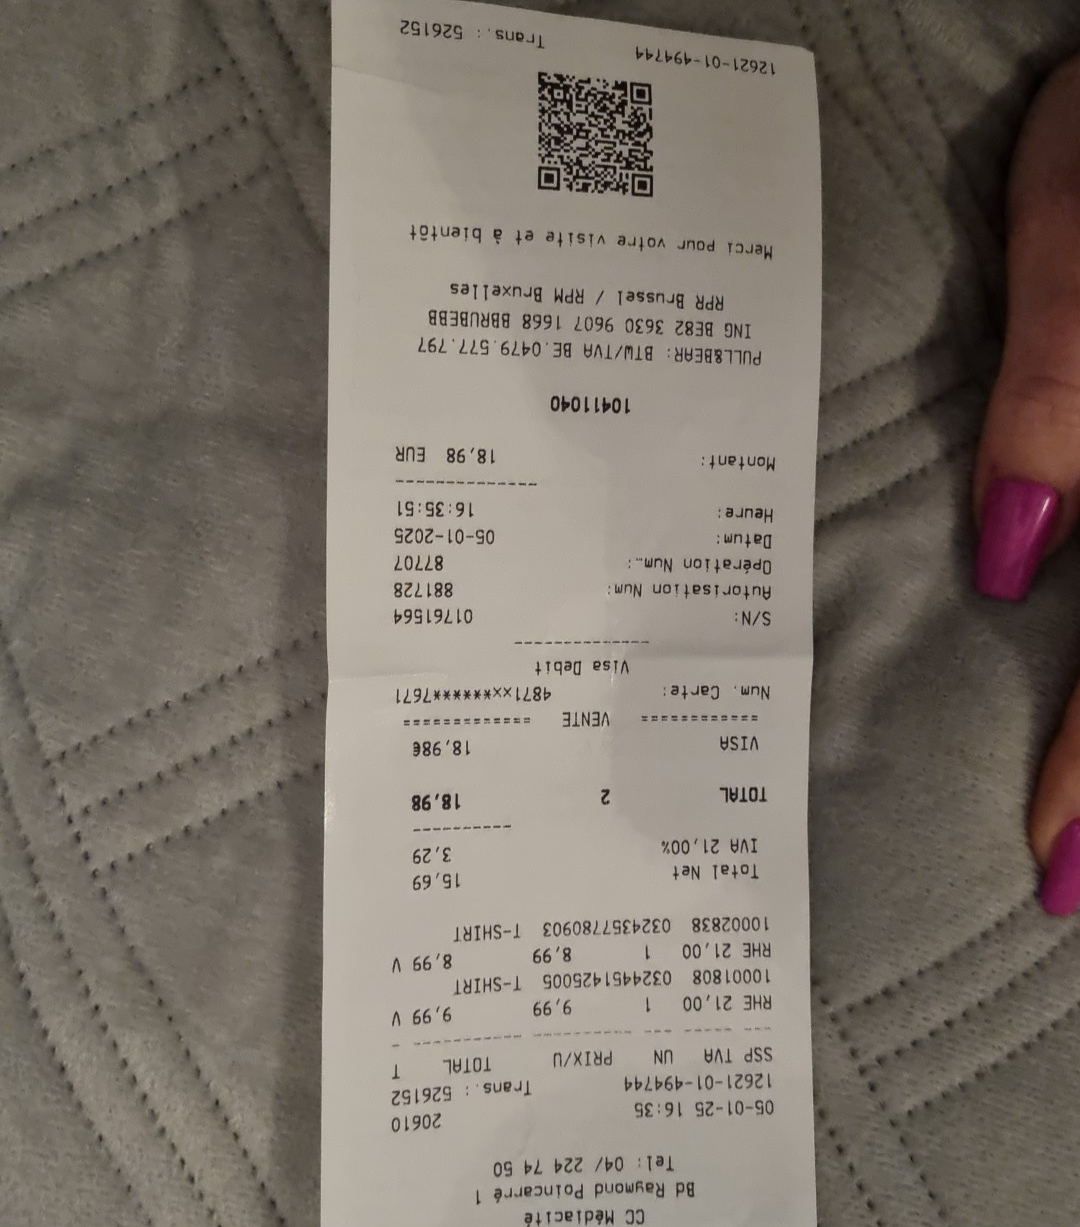 CC Médiacité
Bd Raymond Poincarré 1
Tel: 04/ 224 74 50
05-01-25 16:35 20610
12621-01-494744 Trans.: 526152
SSP TVA UN PRIX/U TOTAL T
--- --- -- ---------- ---------- -
RHE 21,00 1 9,99 9,99 V
10001808 03244514250​05 T-SHIRT
RHE 21,00 1 8,99 8,99 V
10002838 0324357780903 T-SHIRT
Total Net 15,69
IVA 21,00% 3,29
----------
TOTAL 2 18,98
VISA 18,98€
============= VENTE ==============
Num. Carte: 4871xx******7671
Visa Debit
--------------
S/N: 01761564
Autorisation Num: 881728
Opération Num..: 87707
Datum: 05-01-2025
Heure: 16:35:51
---------------
Montant: 18,98 EUR
10411040
PULL&BEAR: BTW/TVA BE.0479.577.797
ING BE82 3630 9607 1668 BBRUBEBB
RPR Brussel / RPM Bruxelles
Merci pour votre visite et à bientôt
12621-01-494744 Trans.: 526152